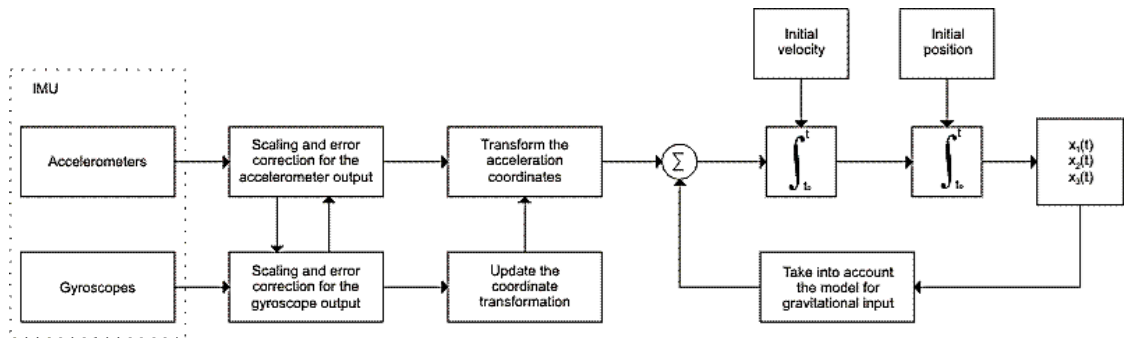 Initial
velocity
Initial
position
IMU
Accelerometers
Scaling and error
correction for the
accelerometer output
Transform the
acceleration
coordinates
Σ
∫ t t₀
∫ t t₀
x₁(t)
x₂(t)
x₃(t)
Gyroscopes
Scaling and error
correction for the
gyroscope output
Update the
coordinate
transformation
Take into account
the model for
gravitational input